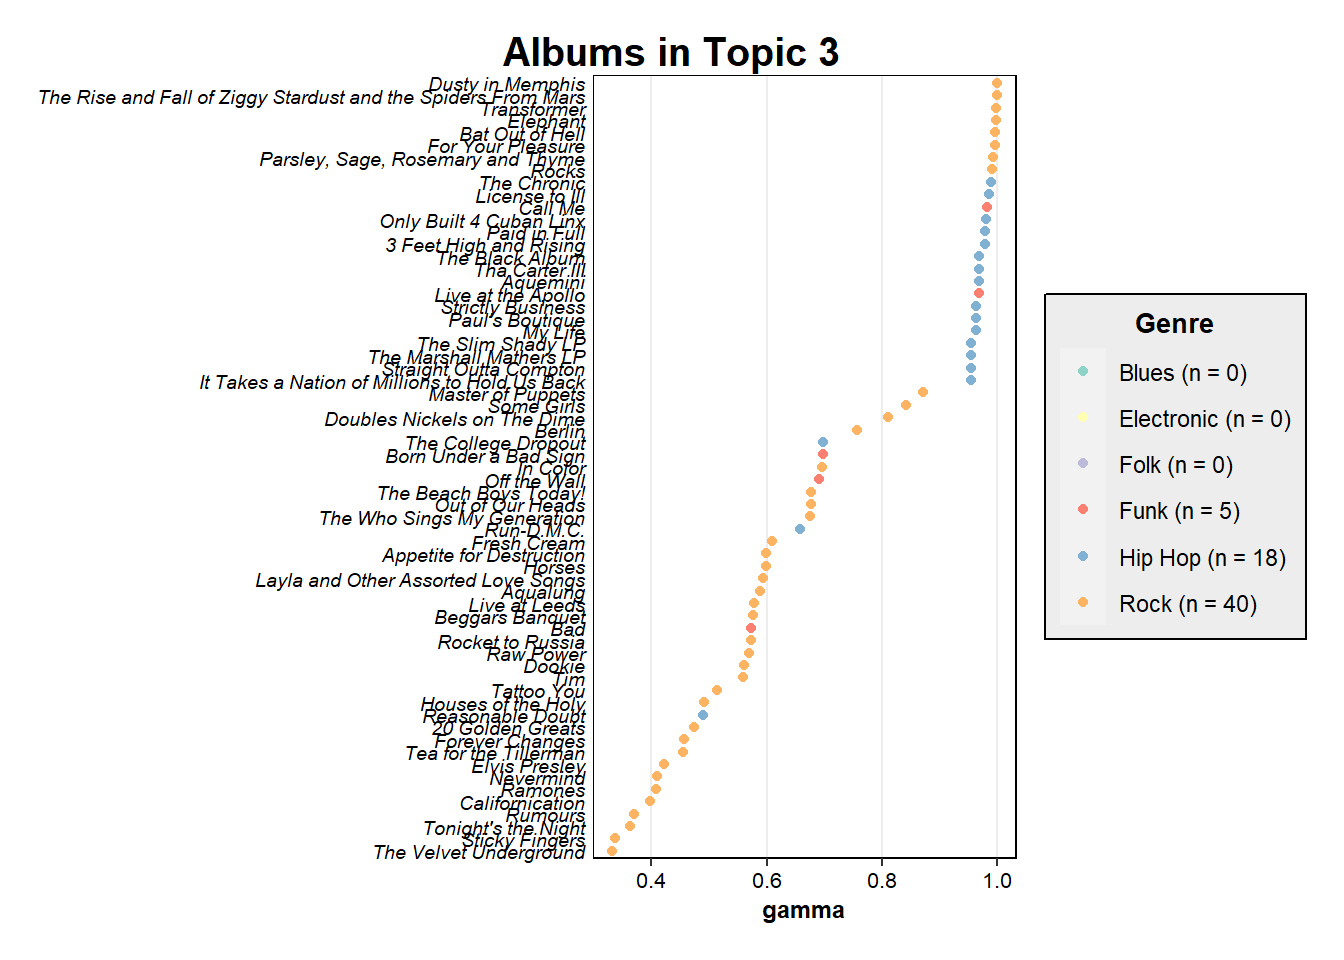 Albums in Topic 3
Dusty in Memphis
The Rise and Fall of Ziggy Stardust and the Spiders From Mars
Transformer
Elephant
Bat Out of Hell
For Your Pleasure
Parsley, Sage, Rosemary and Thyme
Rocks
The Chronic
License to Ill
Call Me
Only Built 4 Cuban Linx
Paid in Full
3 Feet High and Rising
The Black Album
Tha Carter III
Aquemini
Live at the Apollo
Strictly Business
Paul's Boutique
My Life
The Slim Shady LP
The Marshall Mathers LP
Straight Outta Compton
It Takes a Nation of Millions to Hold Us Back
Master of Puppets
Some Girls
Doubles Nickels on The Dime
Berlin
The College Dropout
Born Under a Bad Sign
In Color
Off the Wall
The Beach Boys Today!
Out of Our Heads
The Who Sings My Generation
Run-D.M.C.
Fresh Cream
Appetite for Destruction
Horses
Layla and Other Assorted Love Songs
Aqualung
Live at Leeds
Beggars Banquet
Bad
Rocket to Russia
Raw Power
Dookie
Tim
Tattoo You
Houses of the Holy
Reasonable Doubt
20 Golden Greats
Forever Changes
Tea for the Tillerman
Elvis Presley
Nevermind
Ramones
Californication
Rumours
Tonight's the Night
Sticky Fingers
The Velvet Underground
0.4 0.6 0.8 1.0
gamma
Genre
Blues (n = 0)
Electronic (n = 0)
Folk (n = 0)
Funk (n = 5)
Hip Hop (n = 18)
Rock (n = 40)